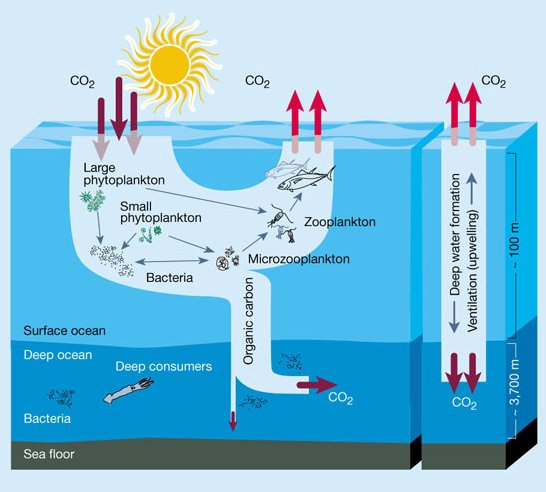 CO2
CO2
CO2
Large
phytoplankton
Small
phytoplankton
Zooplankton
Bacteria
Microzooplankton
Organic carbon
Surface ocean
Deep ocean
Deep consumers
CO2
Bacteria
Sea floor
Deep water formation
Ventilation (upwelling)
~ 100 m
CO2
~ 3,700 m